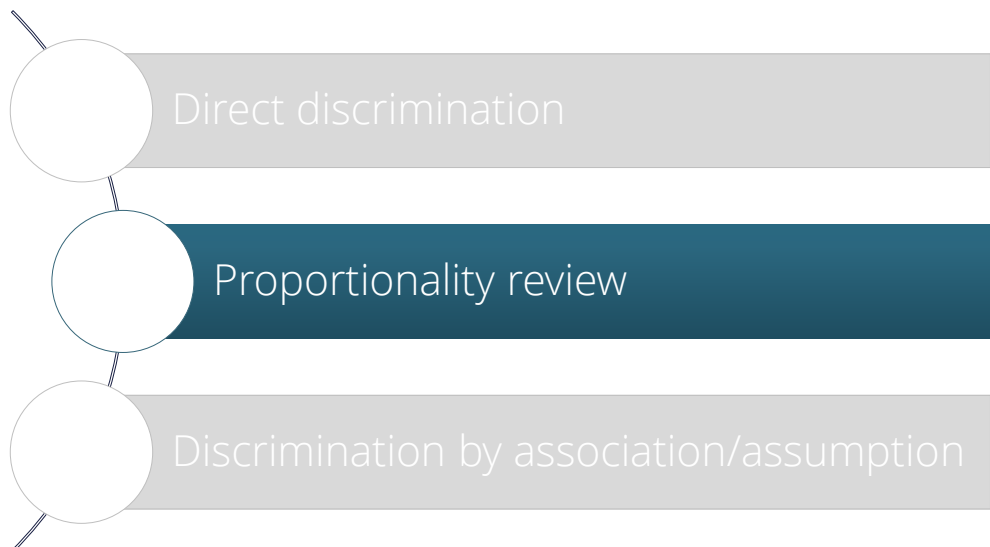 Direct discrimination
Proportionality review
Discrimination by association/assumption